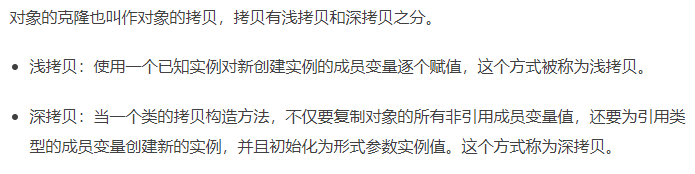 对象的克隆也叫作对象的拷贝，拷贝有浅拷贝和深拷贝之分。
浅拷贝：使用一个已知实例对新创建实例的成员变量逐个赋值，这个方式被称为浅拷贝。
深拷贝：当一个类的拷贝构造方法，不仅要复制对象的所有非引用成员变量值，还要为引用类
型的成员变量创建新的实例，并且初始化为形式参数实例值。这个方式称为深拷贝。